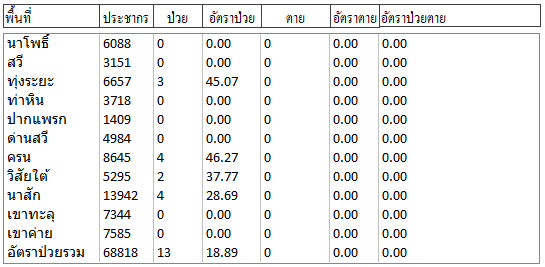 พื้นที่ ประชากร ป่วย อัตราป่วย ตาย อัตราตาย อัตราป่วยตาย
นาโพธิ์ 6088 0 0.00 0 0.00 0.00
สวี 3151 0 0.00 0 0.00 0.00
ทุ่งระยะ 6657 3 45.07 0 0.00 0.00
ท่าหิน 3718 0 0.00 0 0.00 0.00
ปากแพรก 1409 0 0.00 0 0.00 0.00
ด่านสวี 4984 0 0.00 0 0.00 0.00
ครน 8645 4 46.27 0 0.00 0.00
วิสัยใต้ 5295 2 37.77 0 0.00 0.00
นาสัก 13942 4 28.69 0 0.00 0.00
เขาทะลุ 7344 0 0.00 0 0.00 0.00
เขาค่าย 7585 0 0.00 0 0.00 0.00
อัตราป่วยรวม 68818 13 18.89 0 0.00 0.00